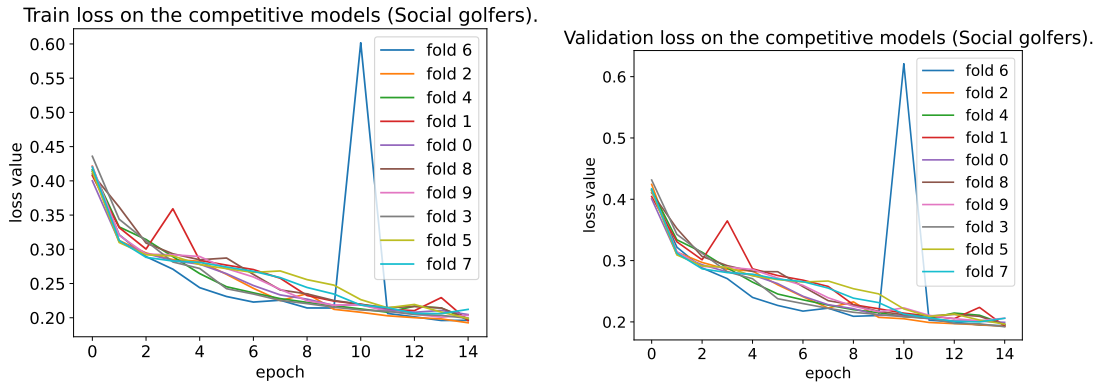 Train loss on the competitive models (Social golfers).
0.60
0.55
0.50
0.45
0.40
0.35
0.30
0.25
0.20
loss value
0 2 4 6 8 10 12 14
epoch
fold 6
fold 2
fold 4
fold 1
fold 0
fold 8
fold 9
fold 3
fold 5
fold 7
Validation loss on the competitive models (Social golfers).
0.6
0.5
0.4
0.3
0.2
loss value
0 2 4 6 8 10 12 14
epoch
fold 6
fold 2
fold 4
fold 1
fold 0
fold 8
fold 9
fold 3
fold 5
fold 7